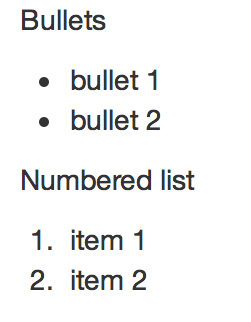 Bullets
• bullet 1
• bullet 2
Numbered list
1. item 1
2. item 2